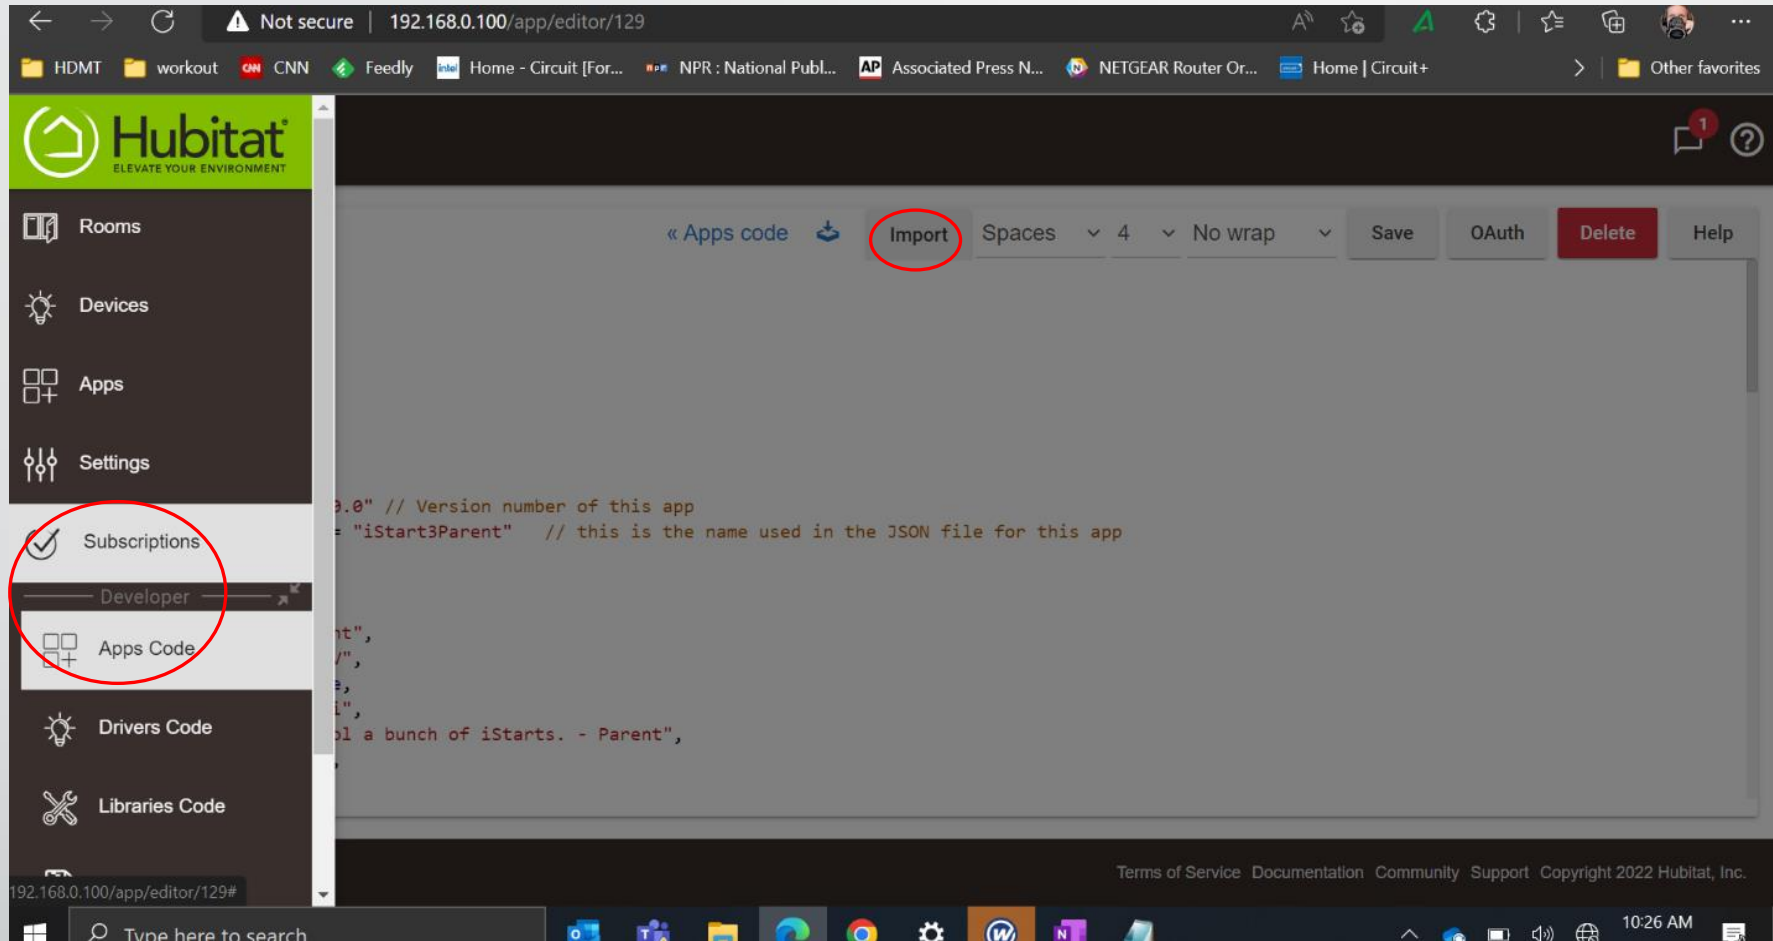 Not secure | 192.168.0.100/app/editor/129
HDMT workout CNN Feedly Home - Circuit [For... NPR : National Publ... AP Associated Press N... NETGEAR Router Or... Home | Circuit+ Other favorites
Hubitat
ELEVATE YOUR ENVIRONMENT
1
Rooms
« Apps code Import Spaces 4 No wrap Save OAuth Delete Help
Devices
Apps
Settings
.0" // Version number of this app
= "iStart3Parent" // this is the name used in the JSON file for this app
Subscriptions
Developer
nt",
Apps Code
",
e,
i",
Drivers Code
ol a bunch of iStarts. - Parent",
,
Libraries Code
Terms of Service Documentation Community Support Copyright 2022 Hubitat, Inc.
192.168.0.100/app/editor/129#
Type here to search
10:26 AM